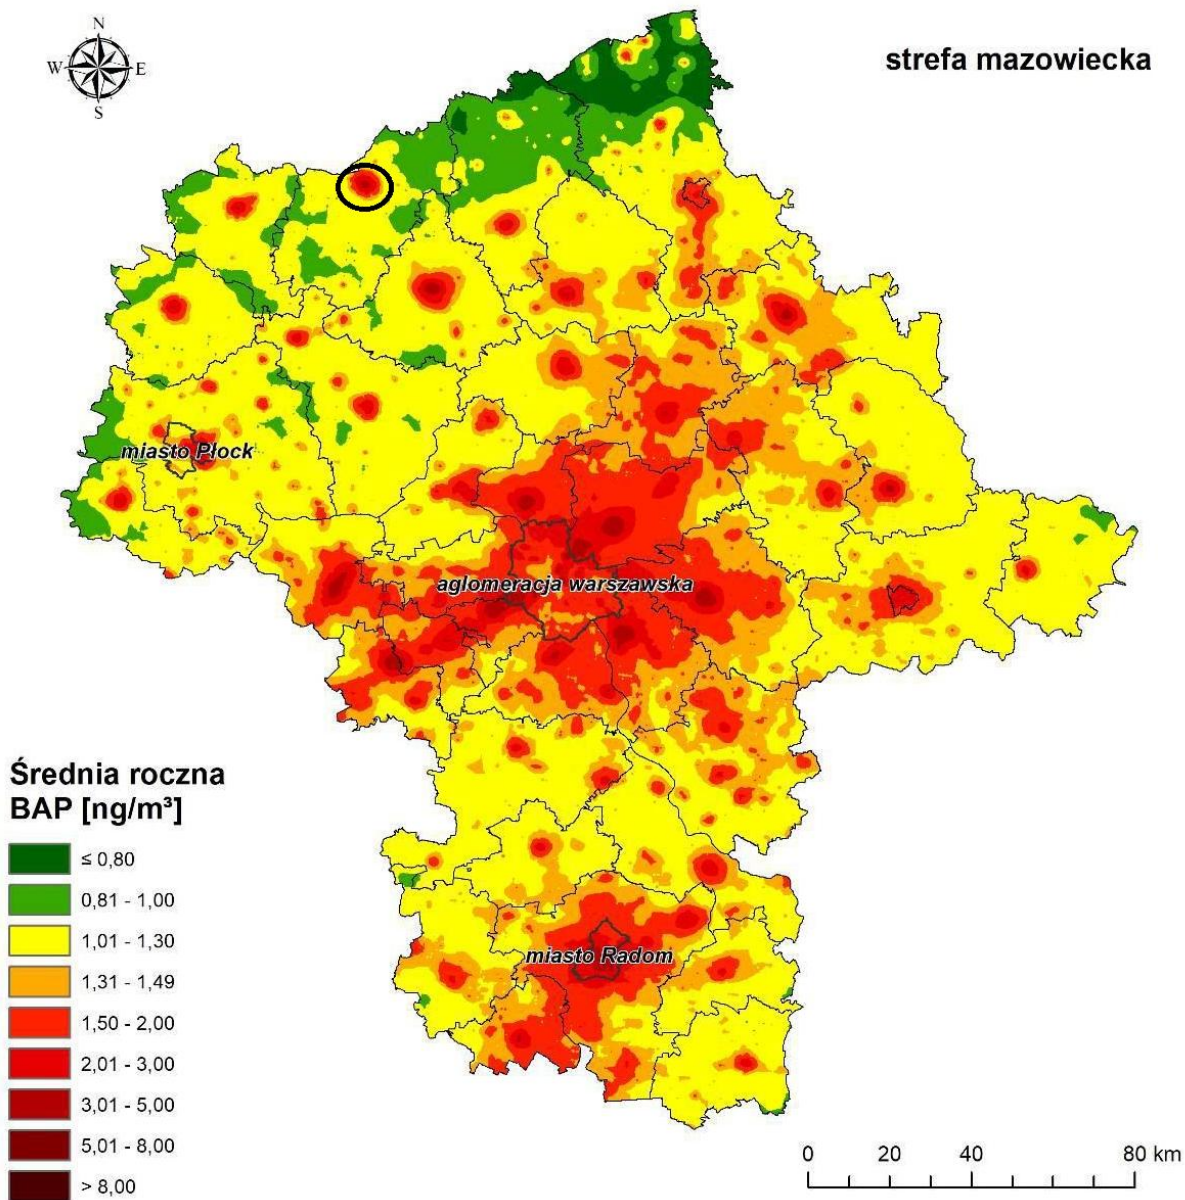 N
W E
S
strefa mazowiecka
miasto Płock
aglomeracja warszawska
miasto Radom
Średnia roczna
BAP [ng/m³]
≤ 0,80
0,81 - 1,00
1,01 - 1,30
1,31 - 1,49
1,50 - 2,00
2,01 - 3,00
3,01 - 5,00
5,01 - 8,00
> 8,00
0 20 40 80 km